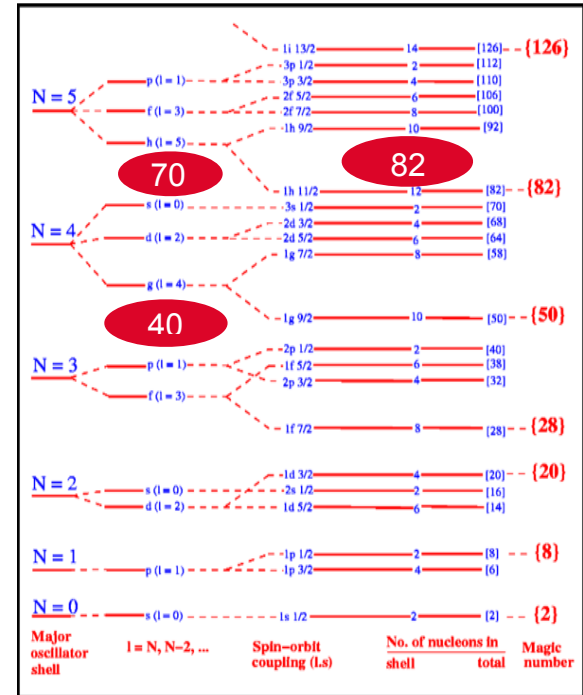 1i 13/2 14 [126] {126}
3p 1/2 2 [112]
N = 5 p (l = 1) 3p 3/2 4 [110]
2f 5/2 6 [106]
f (l = 3) 2f 7/2 8 [100]
1h 9/2 10 [92]
h (l = 5)
70 82
1h 11/2 12 [82] {82}
s (l=0) 3s 1/2 2 [70]
N = 4 2d 3/2 4 [68]
d (l = 2) 2d 5/2 6 [64]
1g 7/2 8 [58]
g (l = 4)
40 1g 9/2 10 [50] {50}
2p 1/2 2 [40]
N = 3 p (l = 1) 1f 5/2 6 [38]
2p 3/2 4 [32]
f (l = 3)
1f 7/2 8 [28] {28}
1d 3/2 4 [20] {20}
N = 2 s (l=0) 2s 1/2 2 [16]
d (l = 2) 1d 5/2 6 [14]
N = 1 1p 1/2 2 [8] {8}
p (l = 1) 1p 3/2 4 [6]
N=0 s (l=0) 1s 1/2 2 [2] {2}
Major l = N, N-2, ... Spin-orbit No. of nucleons in Magic
oscillator coupling (l.s) shell total number
shell